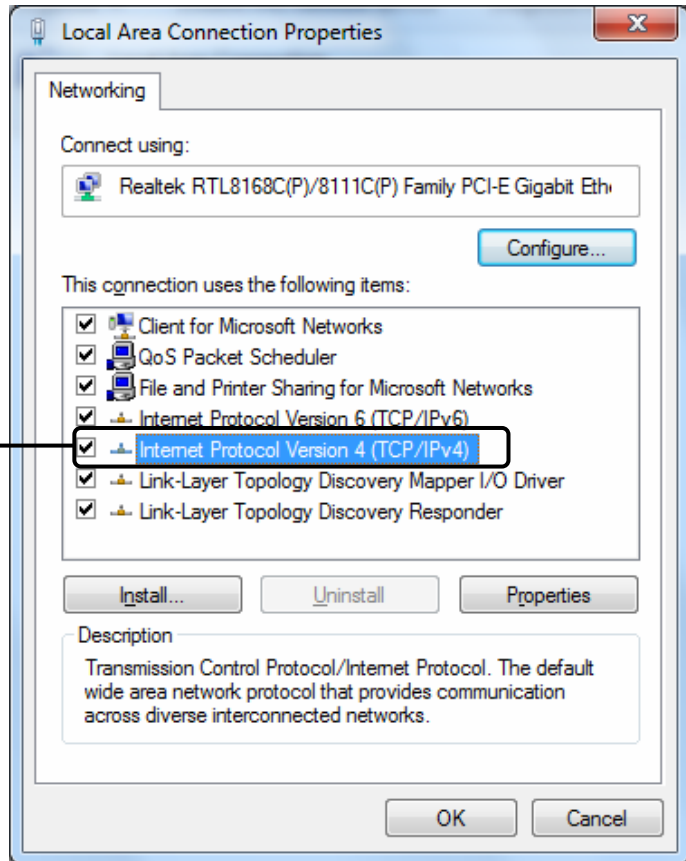 Local Area Connection Properties
Networking
Connect using:
Realtek RTL8168C(P)/8111C(P) Family PCI-E Gigabit Eth
Configure...
This connection uses the following items:
Client for Microsoft Networks
QoS Packet Scheduler
File and Printer Sharing for Microsoft Networks
Internet Protocol Version 6 (TCP/IPv6)
Internet Protocol Version 4 (TCP/IPv4)
Link-Layer Topology Discovery Mapper I/O Driver
Link-Layer Topology Discovery Responder
Install... Uninstall Properties
Description
Transmission Control Protocol/Internet Protocol. The default
wide area network protocol that provides communication
across diverse interconnected networks.
OK Cancel